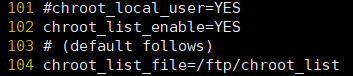 101 #chroot_local_user=YES
102 chroot_list_enable=YES
103 # (default follows)
104 chroot_list_file=/ftp/chroot_list